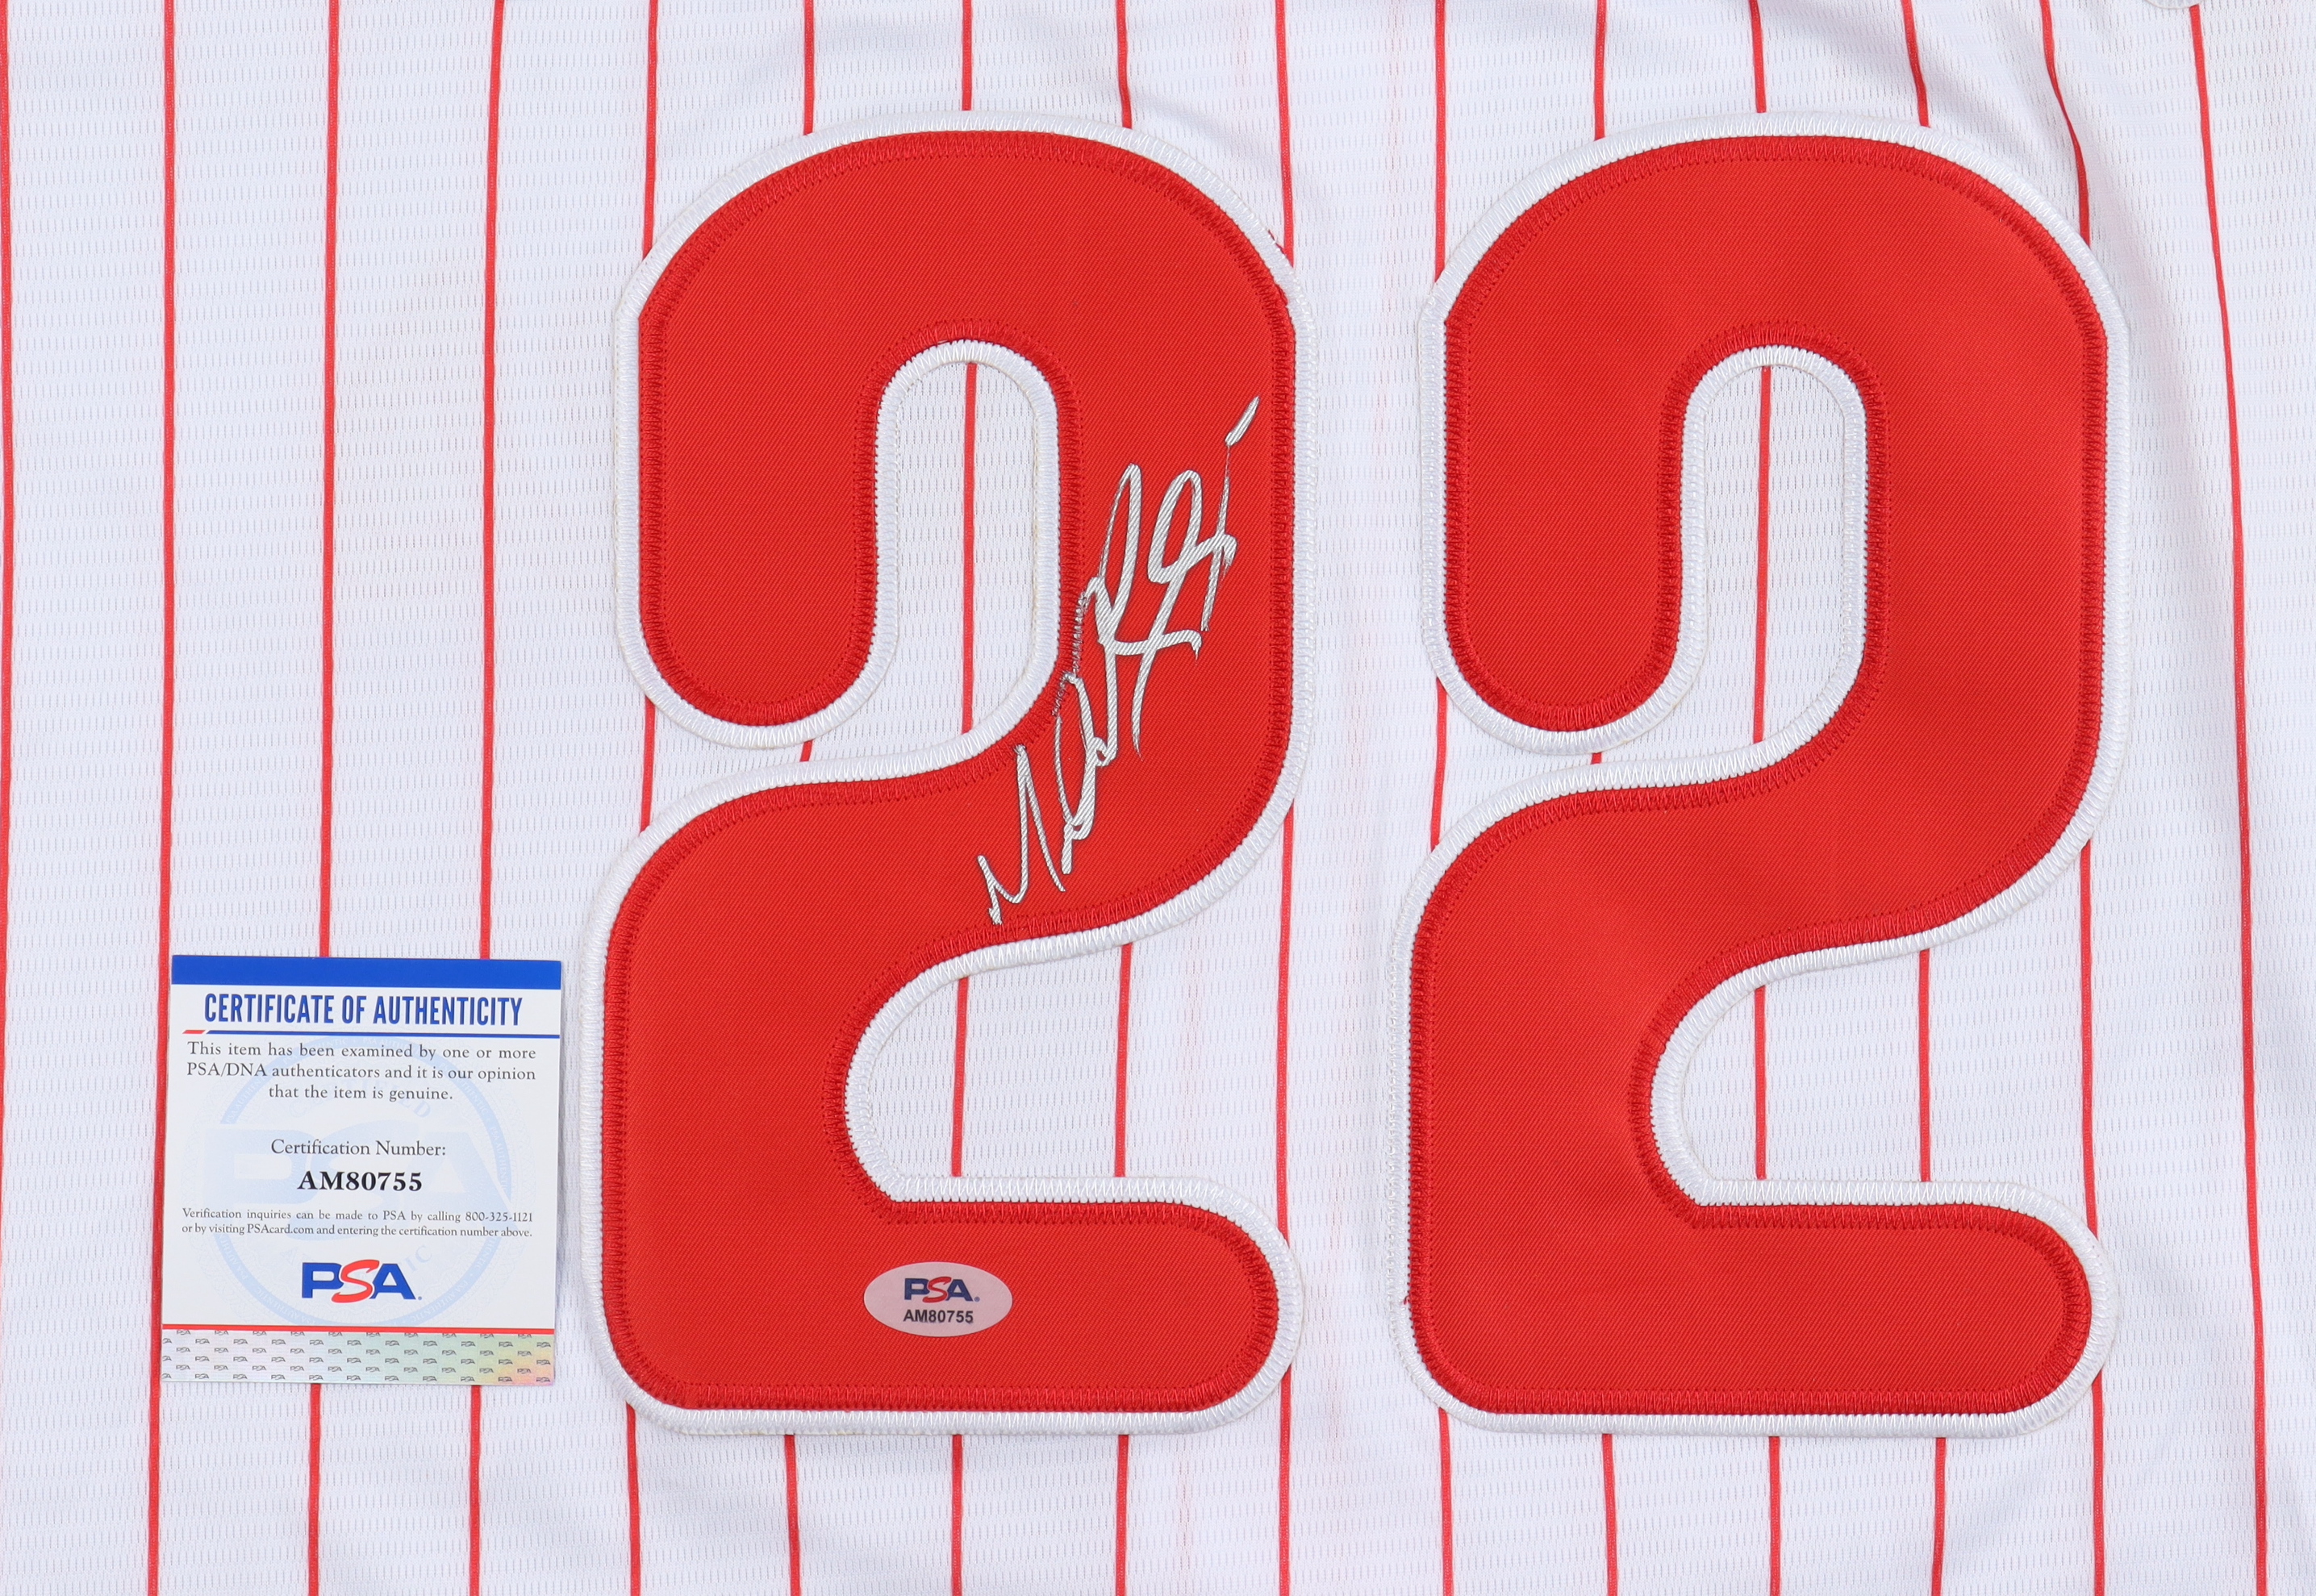 22
CERTIFICATE OF AUTHENTICITY
This item has been examined by one or more
PSA/DNA authenticators and it is our opinion
that the item is genuine.
Certification Number:
AM80755
Verification inquiries can be made to PSA by calling 800-325-1121
or by visiting PSAcard.com and entering the certification number above.
PSA.
PSA.
AM80755